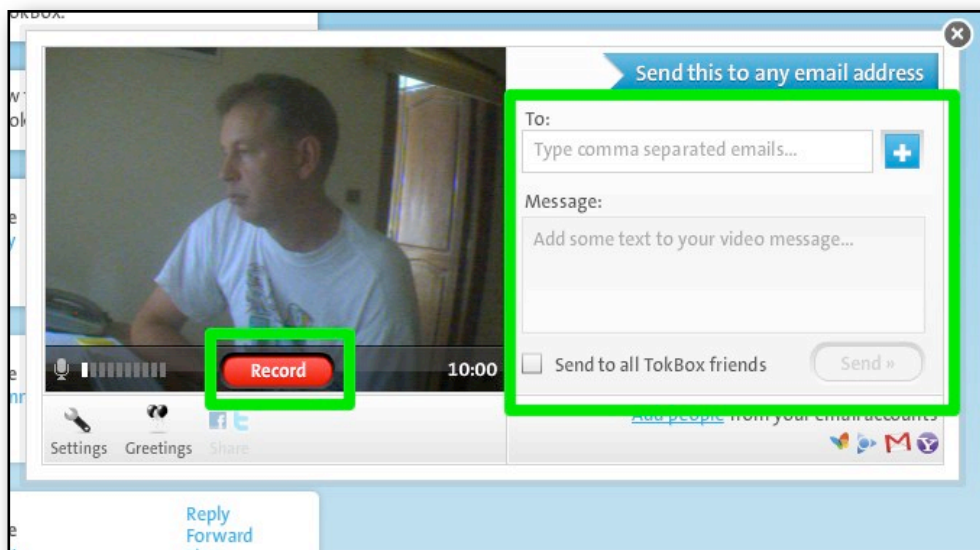 TOKBOX.
Send this to any email address
To:
Type comma separated emails...
+
Message:
Add some text to your video message...
Record
10:00
Send to all TokBox friends
Send »
Settings
Greetings
Share
Add people from your email accounts
Reply
Forward